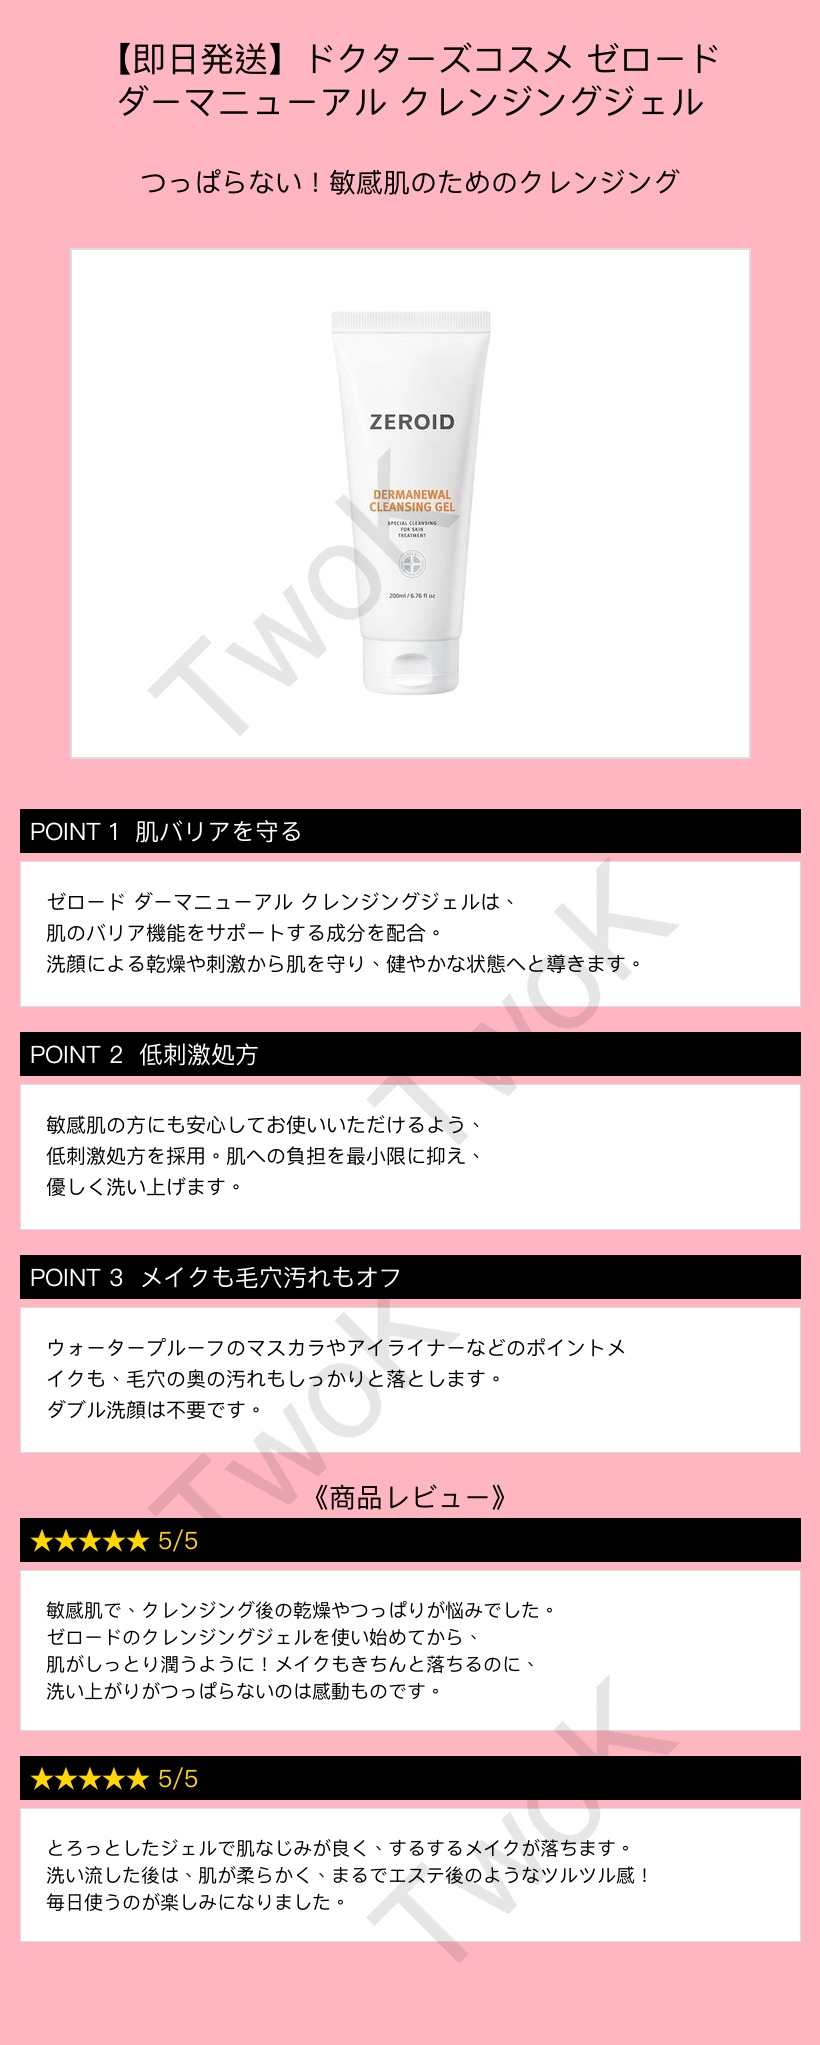 【即日発送】ドクターズコスメ ゼロード
ダーマニューアル クレンジングジェル
つっぱらない！敏感肌のためのクレンジング
ZEROID
DERMANEWAL
CLEANSING GEL
SPECIAL CLEANSING
FOR SKIN
TREATMENT
200ml / 6.76 fl oz
TwoK
POINT 1 肌バリアを守る
ゼロード ダーマニューアル クレンジングジェルは、
肌のバリア機能をサポートする成分を配合。
洗顔による乾燥や刺激から肌を守り、健やかな状態へと導きます。
TwoK
POINT 2 低刺激処方
敏感肌の方にも安心してお使いいただけるよう、
低刺激処方を採用。肌への負担を最小限に抑え、
優しく洗い上げます。
POINT 3 メイクも毛穴汚れもオフ
ウォータープルーフのマスカラやアイライナーなどのポイントメ
イクも、毛穴の奥の汚れもしっかりと落とします。
ダブル洗顔は不要です。
TwoK
《商品レビュー》
★★★★★ 5/5
敏感肌で、クレンジング後の乾燥やつっぱりが悩みでした。
ゼロードのクレンジングジェルを使い始めてから、
肌がしっとり潤うように！メイクもきちんと落ちるのに、
洗い上がりがつっぱらないのは感動ものです。
★★★★★ 5/5
とろっとしたジェルで肌なじみが良く、するするメイクが落ちます。
洗い流した後は、肌が柔らかく、まるでエステ後のようなツルツル感！
毎日使うのが楽しみになりました。
TwoK